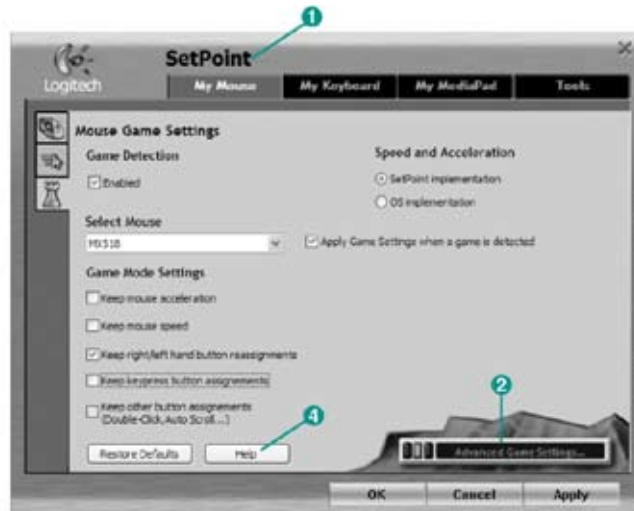 1
SetPoint
Logitech
My Mouse
My Keyboard
My MediaPad
Tools
Mouse Game Settings
Game Detection
Enabled
Speed and Acceleration
SetPoint implementation
OS implementation
Select Mouse
MX518
Apply Game Settings when a game is detected
Game Mode Settings
Keep mouse acceleration
Keep mouse speed
Keep right/left hand button reassignments
Keep keypress button assignements
Keep other button assignements
(Double-Click, Auto Scroll...)
2
4
Restore Defaults
Help
Advanced Game Settings...
OK
Cancel
Apply